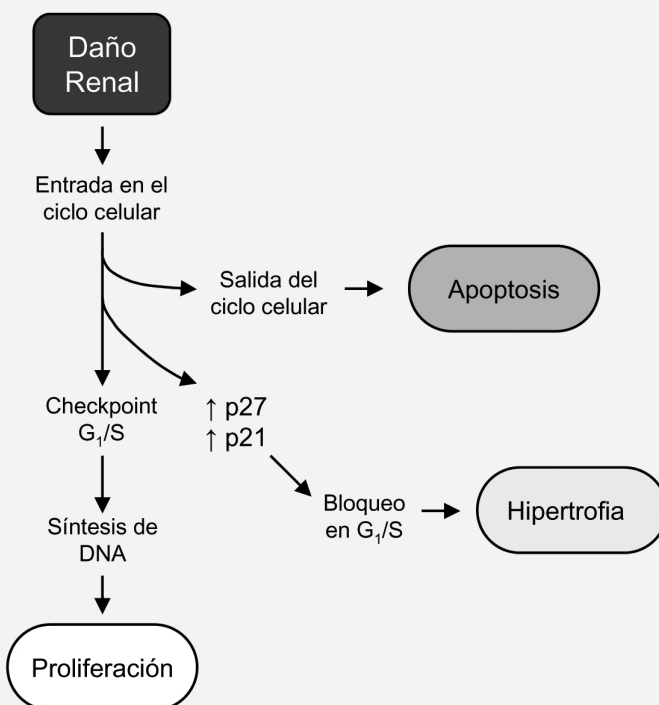 Daño
Renal
Entrada en el
ciclo celular
Salida del
ciclo celular
Apoptosis
Checkpoint
G₁/S
↑ p27
↑ p21
Bloqueo
en G₁/S
Hipertrofia
Síntesis de
DNA
Proliferación